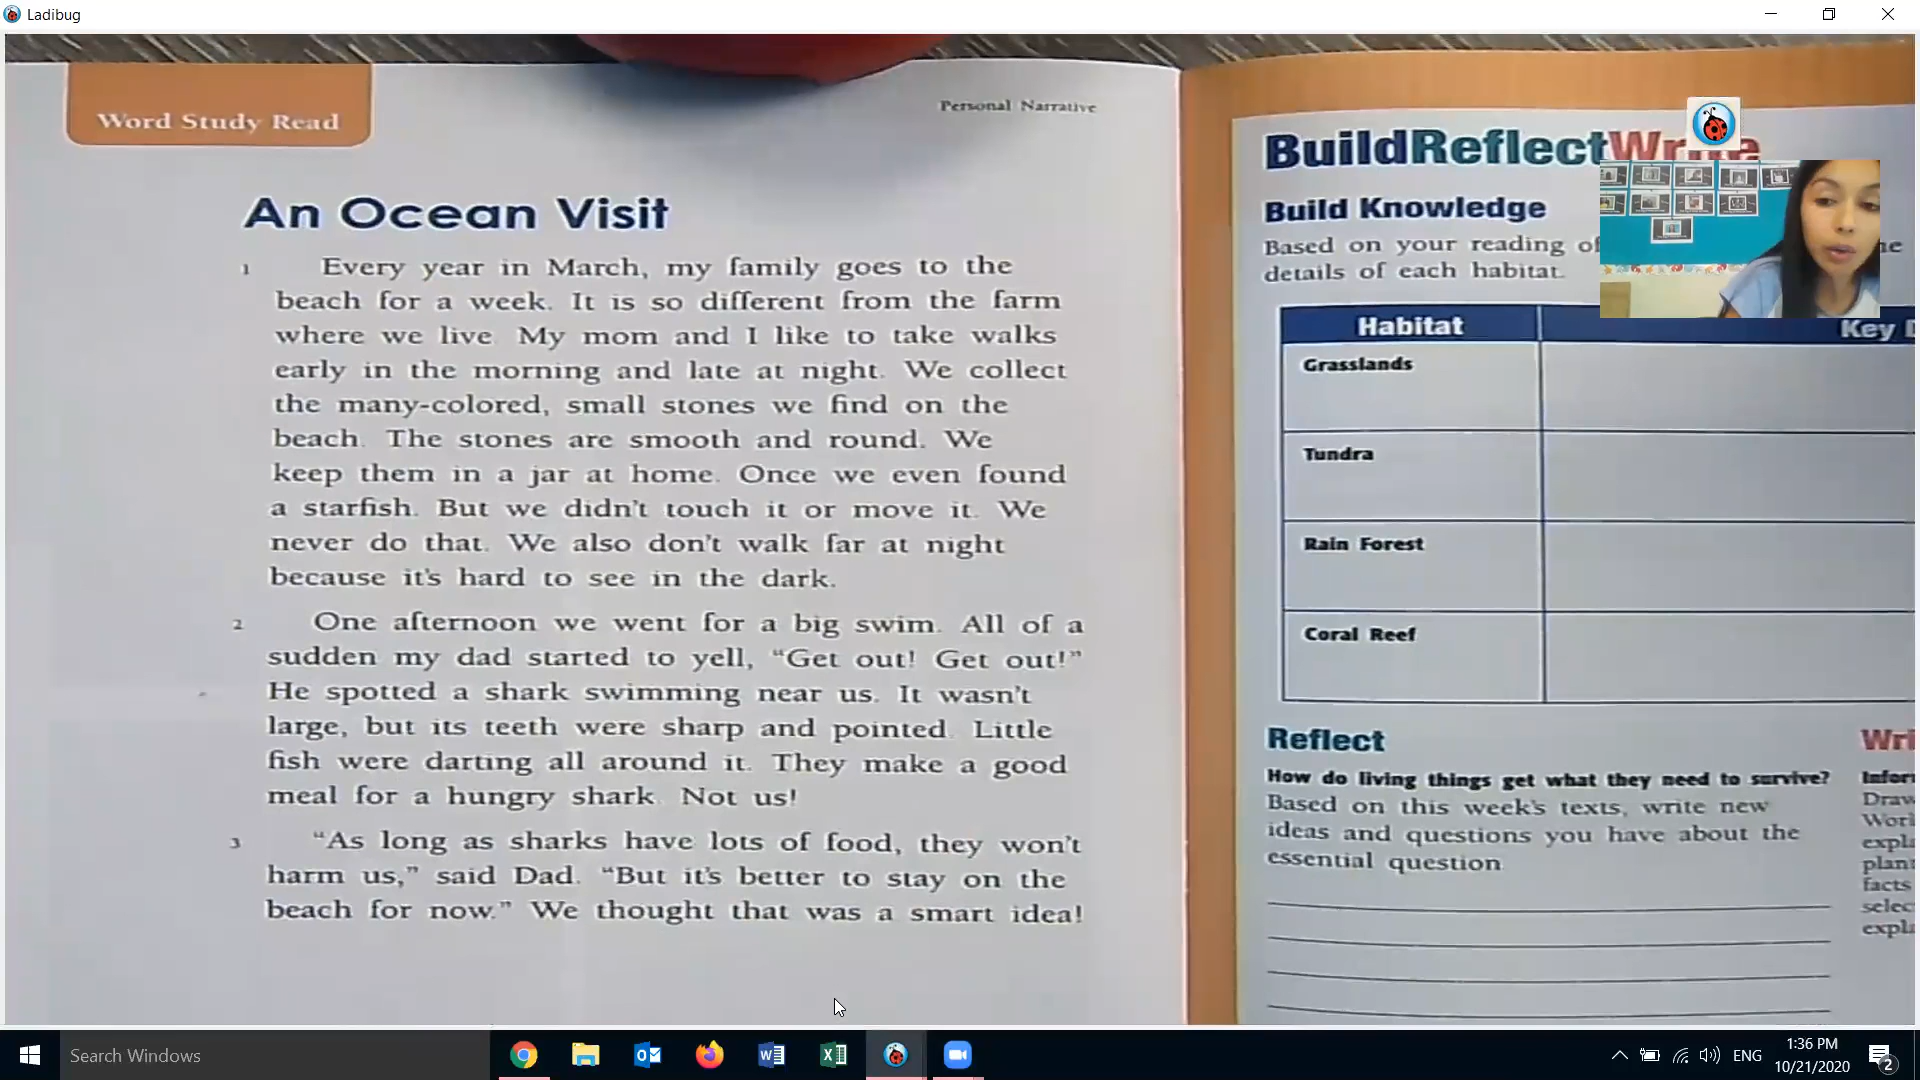 Ladibug
Word Study Read
Personal Narrative
An Ocean Visit
1 Every year in March, my family goes to the
beach for a week. It is so different from the farm
where we live. My mom and I like to take walks
early in the morning and late at night. We collect
the many-colored, small stones we find on the
beach. The stones are smooth and round. We
keep them in a jar at home. Once we even found
a starfish. But we didn't touch it or move it. We
never do that. We also don't walk far at night
because it's hard to see in the dark.
2 One afternoon we went for a big swim. All of a
sudden my dad started to yell, "Get out! Get out!"
He spotted a shark swimming near us. It wasn't
large, but its teeth were sharp and pointed. Little
fish were darting all around it. They make a good
meal for a hungry shark. Not us!
3 "As long as sharks have lots of food, they won't
harm us," said Dad. "But it's better to stay on the
beach for now." We thought that was a smart idea!
BuildReflectWrite
Build Knowledge
Based on your reading of
details of each habitat.
Habitat Key
Grasslands
Tundra
Rain Forest
Coral Reef
Reflect
How do living things get what they need to survive?
Based on this week's texts, write new
ideas and questions you have about the
essential question
Wri
Infor
Draw
Worl
expla
plant
facts
selec
expla
Search Windows
ENG
1:36 PM
10/21/2020
2